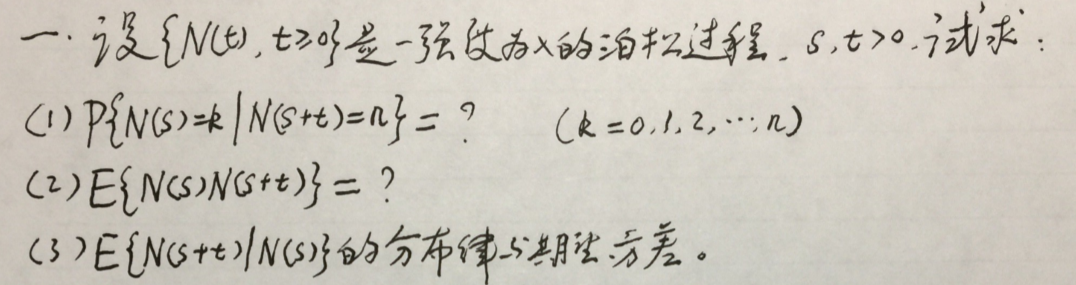 一. 设{N(t), t≥0}是一强度为λ的泊松过程. s,t>0. 试求:
(1) P{N(s)=k|N(s+t)=n}=? (k=0,1,2,…,n)
(2) E{N(s)N(s+t)}=?
(3) E{N(s+t)|N(s)}的分布律与期望.方差。